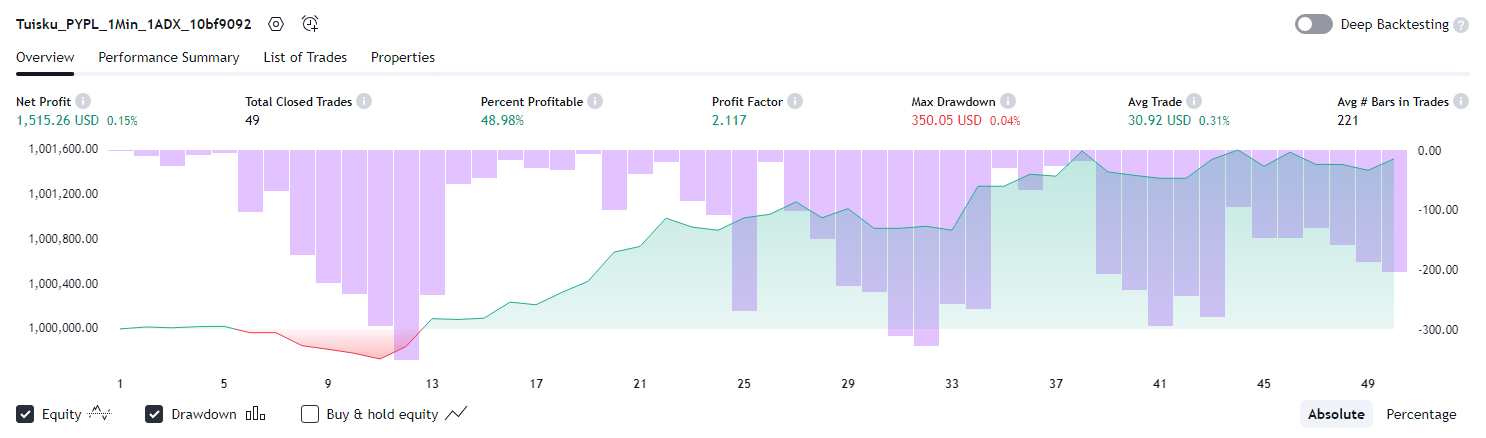 Tuisku_PYPL_1Min_1ADX_10bf9092
Deep Backtesting ?
Overview Performance Summary List of Trades Properties
Net Profit i Total Closed Trades i Percent Profitable i Profit Factor i Max Drawdown i Avg Trade i Avg # Bars in Trades i
1,515.26 USD 0.15% 49 48.98% 2.117 350.05 USD 0.04% 30.92 USD 0.31% 221
1,001,600.00 0.00
1,001,200.00 -100.00
1,000,800.00
1,000,400.00 -200.00
1,000,000.00 -300.00
1 5 9 13 17 21 25 29 33 37 41 45 49
Equity Drawdown Buy & hold equity Absolute Percentage